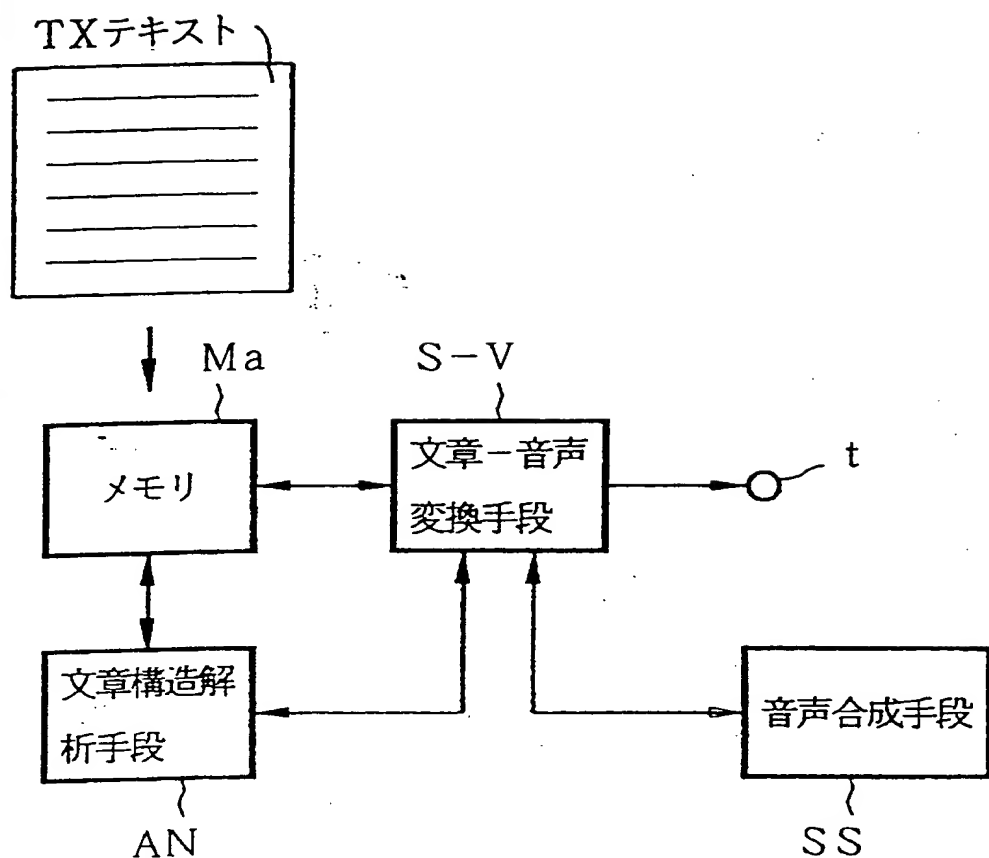 TXテキスト
Ma
S-V
メモリ
文章-音声
変換手段
t
文章構造解
析手段
音声合成手段
AN
SS